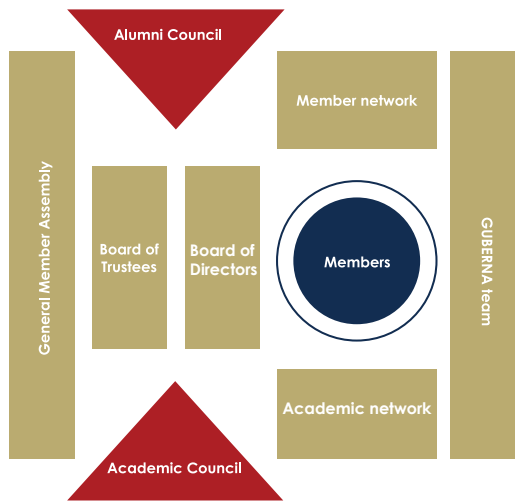 Alumni Council
Member network
General Member Assembly
Board of
Trustees
Board of
Directors
Members
GUBERNA team
Academic network
Academic Council